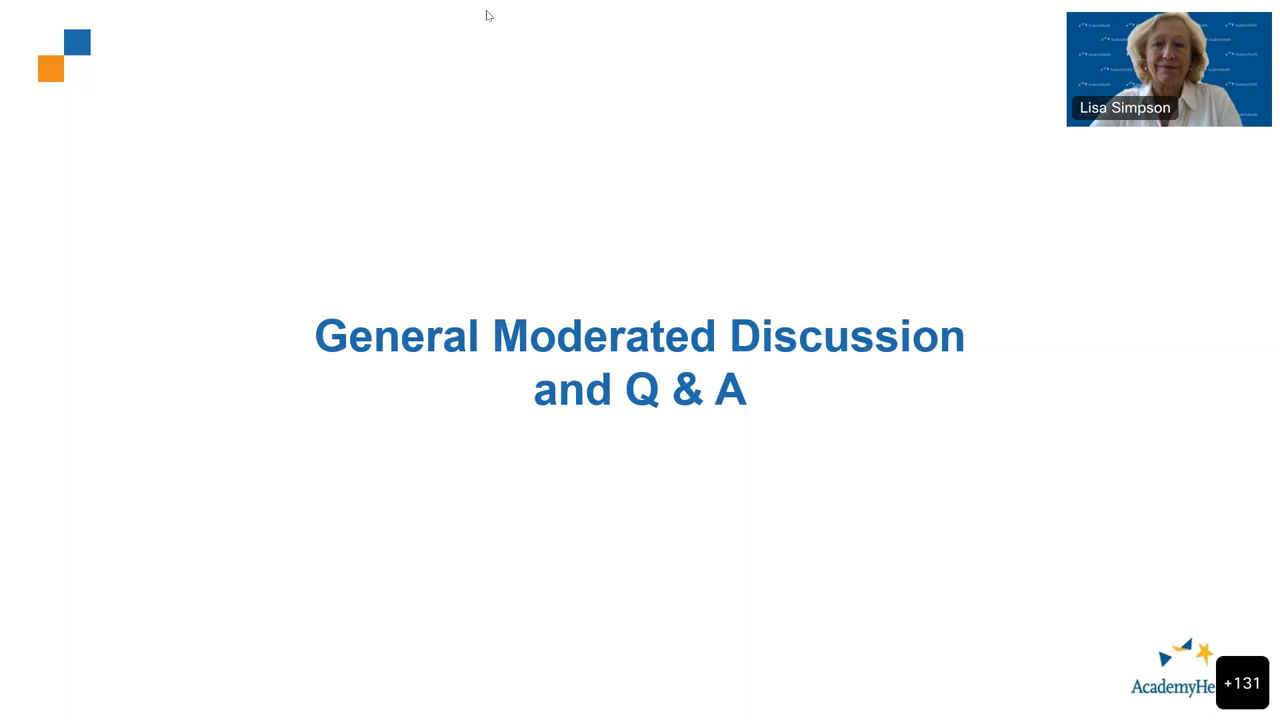 Lisa Simpson
General Moderated Discussion
and Q & A
AcademyHe
+131